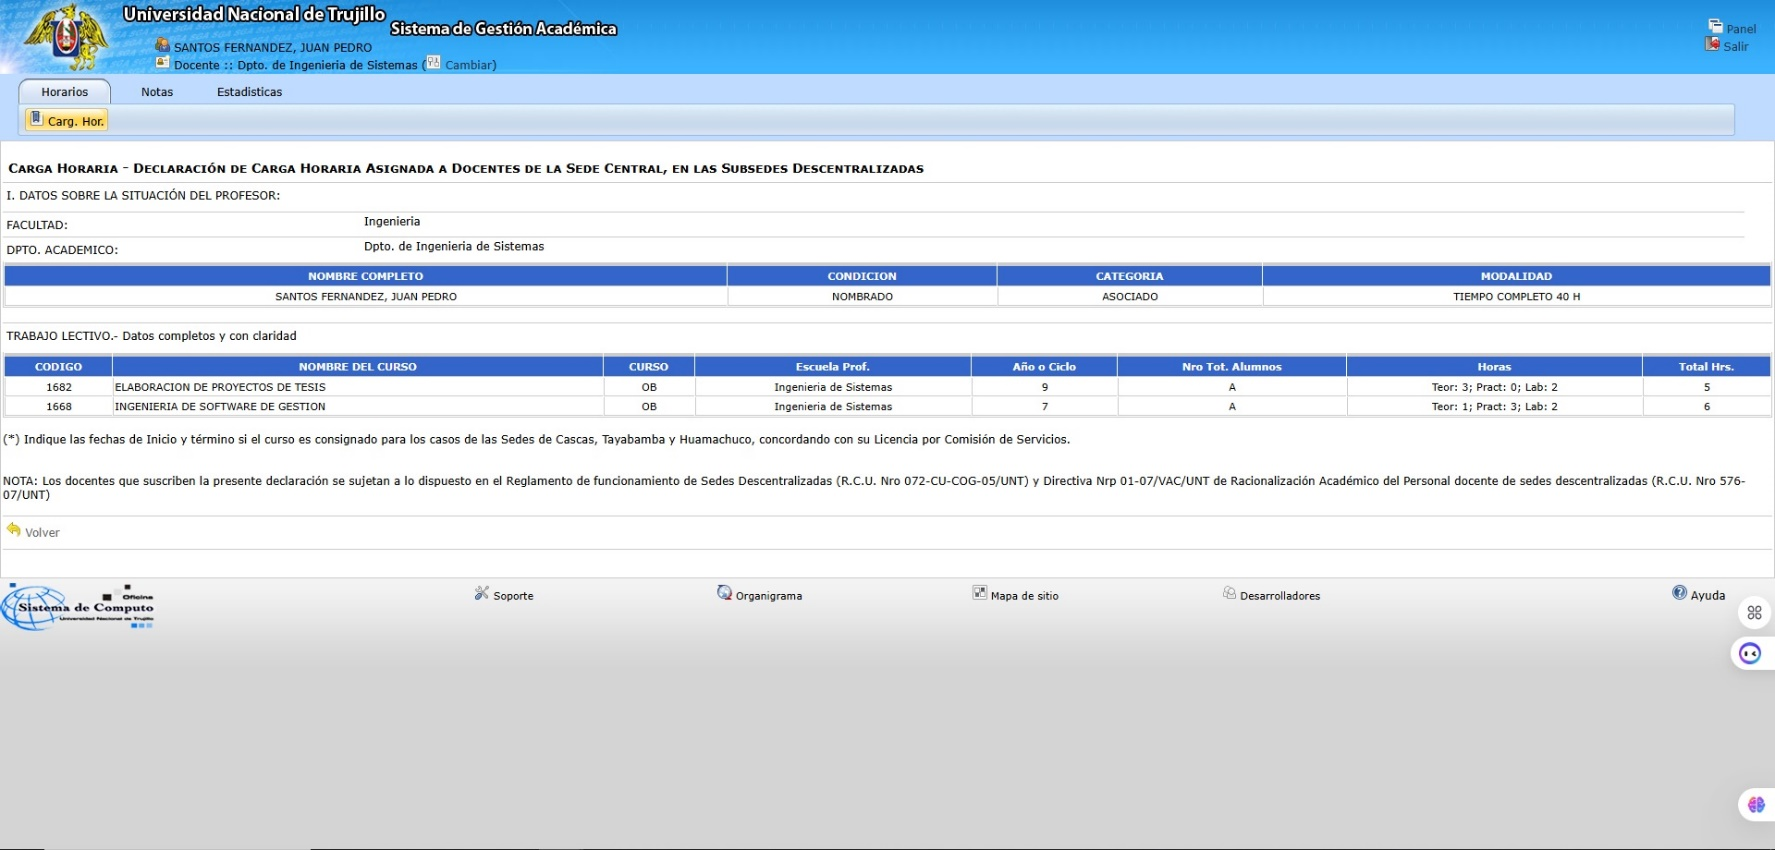 Universidad Nacional de Trujillo
Sistema de Gestión Académica
SANTOS FERNANDEZ, JUAN PEDRO
Docente :: Dpto. de Ingenieria de Sistemas ( Cambiar)
Panel
Salir
Horarios Notas Estadisticas
Carg. Hor.
CARGA HORARIA - DECLARACIÓN DE CARGA HORARIA ASIGNADA A DOCENTES DE LA SEDE CENTRAL, EN LAS SUBSEDES DESCENTRALIZADAS
I. DATOS SOBRE LA SITUACIÓN DEL PROFESOR:
FACULTAD: Ingenieria
DPTO. ACADEMICO: Dpto. de Ingenieria de Sistemas
NOMBRE COMPLETO CONDICION CATEGORIA MODALIDAD
SANTOS FERNANDEZ, JUAN PEDRO NOMBRADO ASOCIADO TIEMPO COMPLETO 40 H
TRABAJO LECTIVO.- Datos completos y con claridad
CODIGO NOMBRE DEL CURSO CURSO Escuela Prof. Año o Ciclo Nro Tot. Alumnos Horas Total Hrs.
1682 ELABORACION DE PROYECTOS DE TESIS OB Ingenieria de Sistemas 9 A Teor: 3; Pract: 0; Lab: 2 5
1668 INGENIERIA DE SOFTWARE DE GESTION OB Ingenieria de Sistemas 7 A Teor: 1; Pract: 3; Lab: 2 6
(*) Indique las fechas de Inicio y término si el curso es consignado para los casos de las Sedes de Cascas, Tayabamba y Huamachuco, concordando con su Licencia por Comisión de Servicios.
NOTA: Los docentes que suscriben la presente declaración se sujetan a lo dispuesto en el Reglamento de funcionamiento de Sedes Descentralizadas (R.C.U. Nro 072-CU-COG-05/UNT) y Directiva Nrp 01-07/VAC/UNT de Racionalización Académico del Personal docente de sedes descentralizadas (R.C.U. Nro 576-
07/UNT)
Volver
Oficina
Sistema de Computo
Universidad Nacional de Trujillo
Soporte Organigrama Mapa de sitio Desarrolladores Ayuda